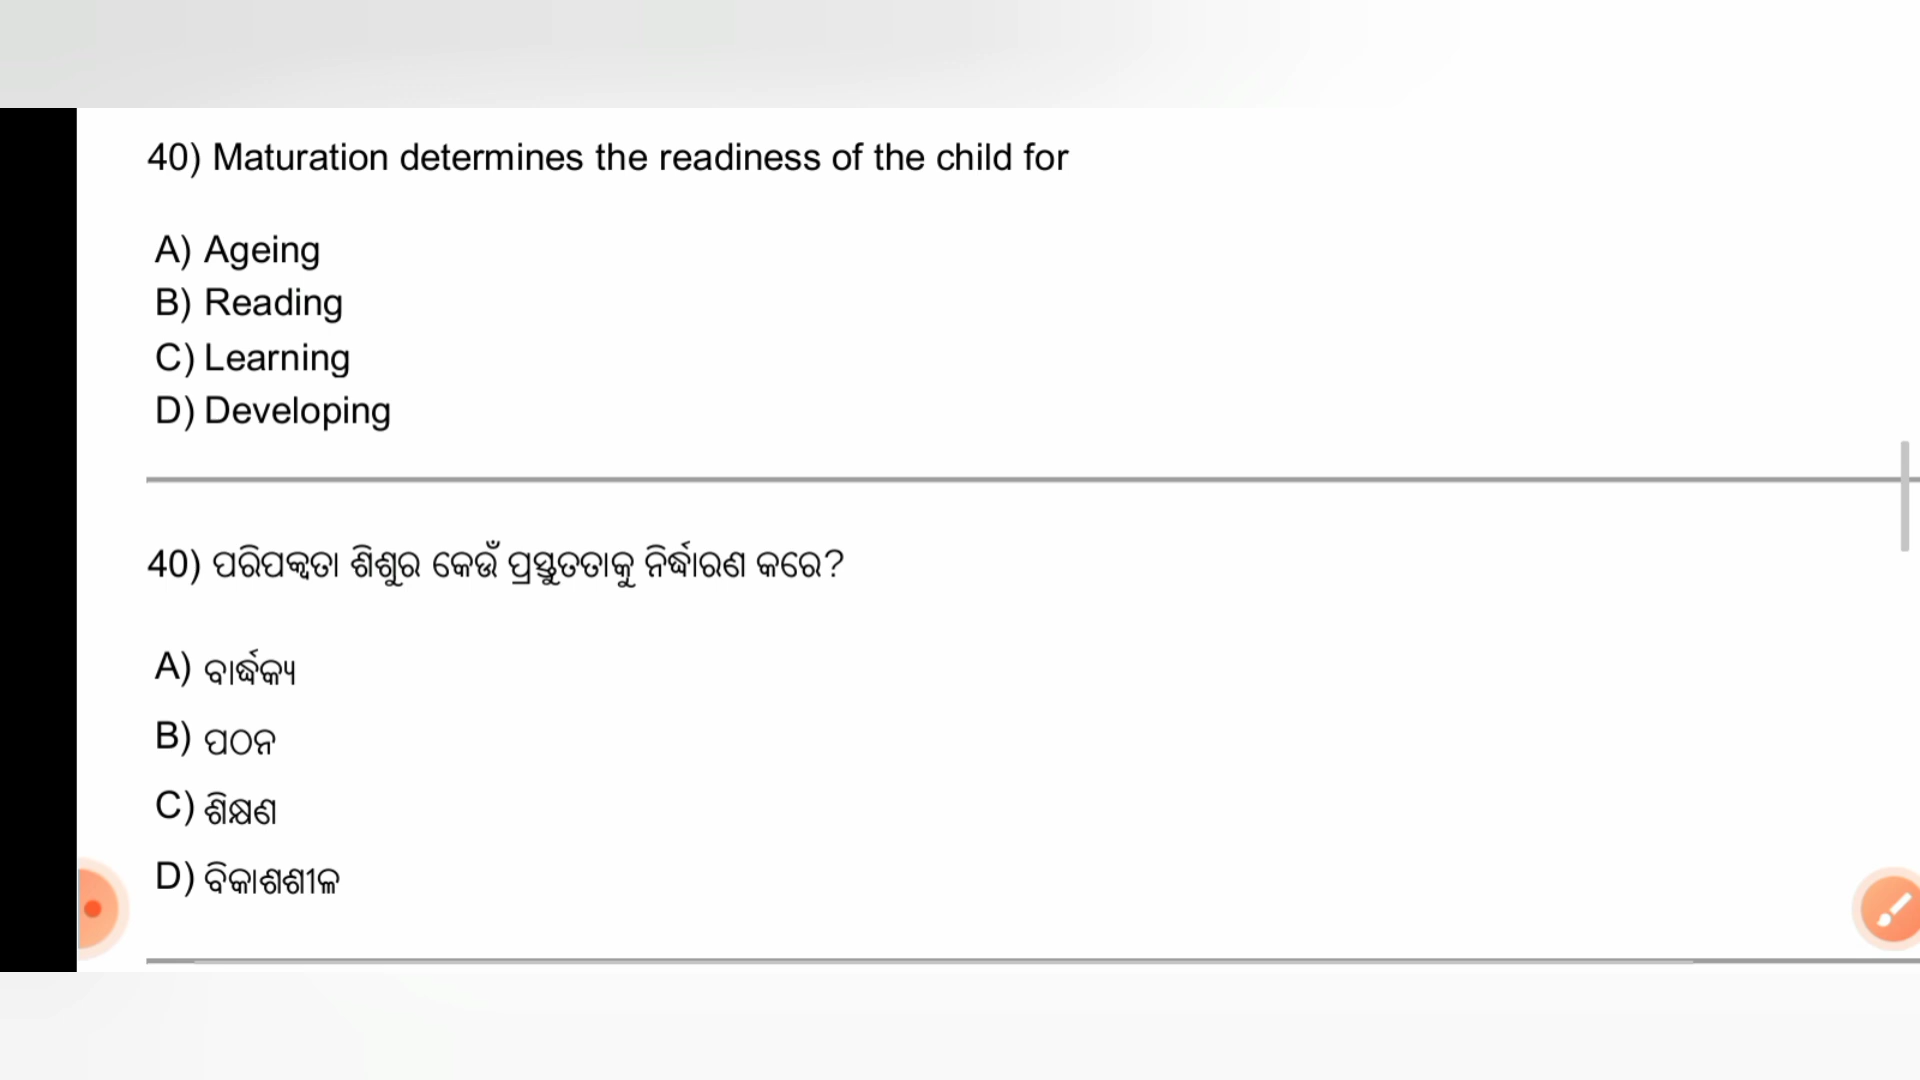 40) Maturation determines the readiness of the child for
A) Ageing
B) Reading
C) Learning
D) Developing
40) ପରିପକ୍ୱତା ଶିଶୁର କେଉଁ ପ୍ରସ୍ତୁତତାକୁ ନିର୍ଦ୍ଧାରଣ କରେ?
A) ବାର୍ଦ୍ଧକ୍ୟ
B) ପଠନ
C) ଶିକ୍ଷଣ
D) ବିକାଶଶୀଳ